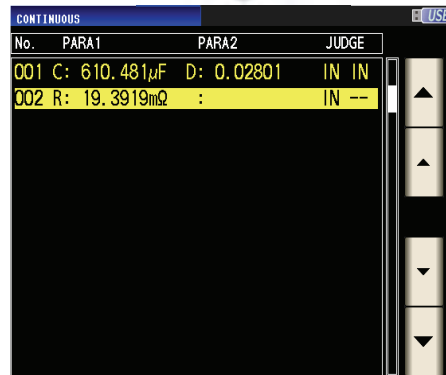 CONTINUOUS USB
No. PARA1 PARA2 JUDGE
001 C: 610.481μF D: 0.02801 IN IN
002 R: 19.3919mΩ : IN --